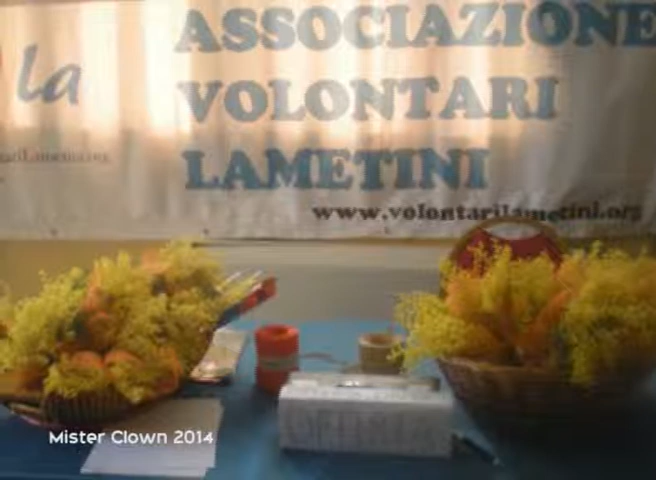 ASSOCIAZIONE
la
VOLONTARI
LAMETINI
www.volontarilametini.org
Mister Clown 2014